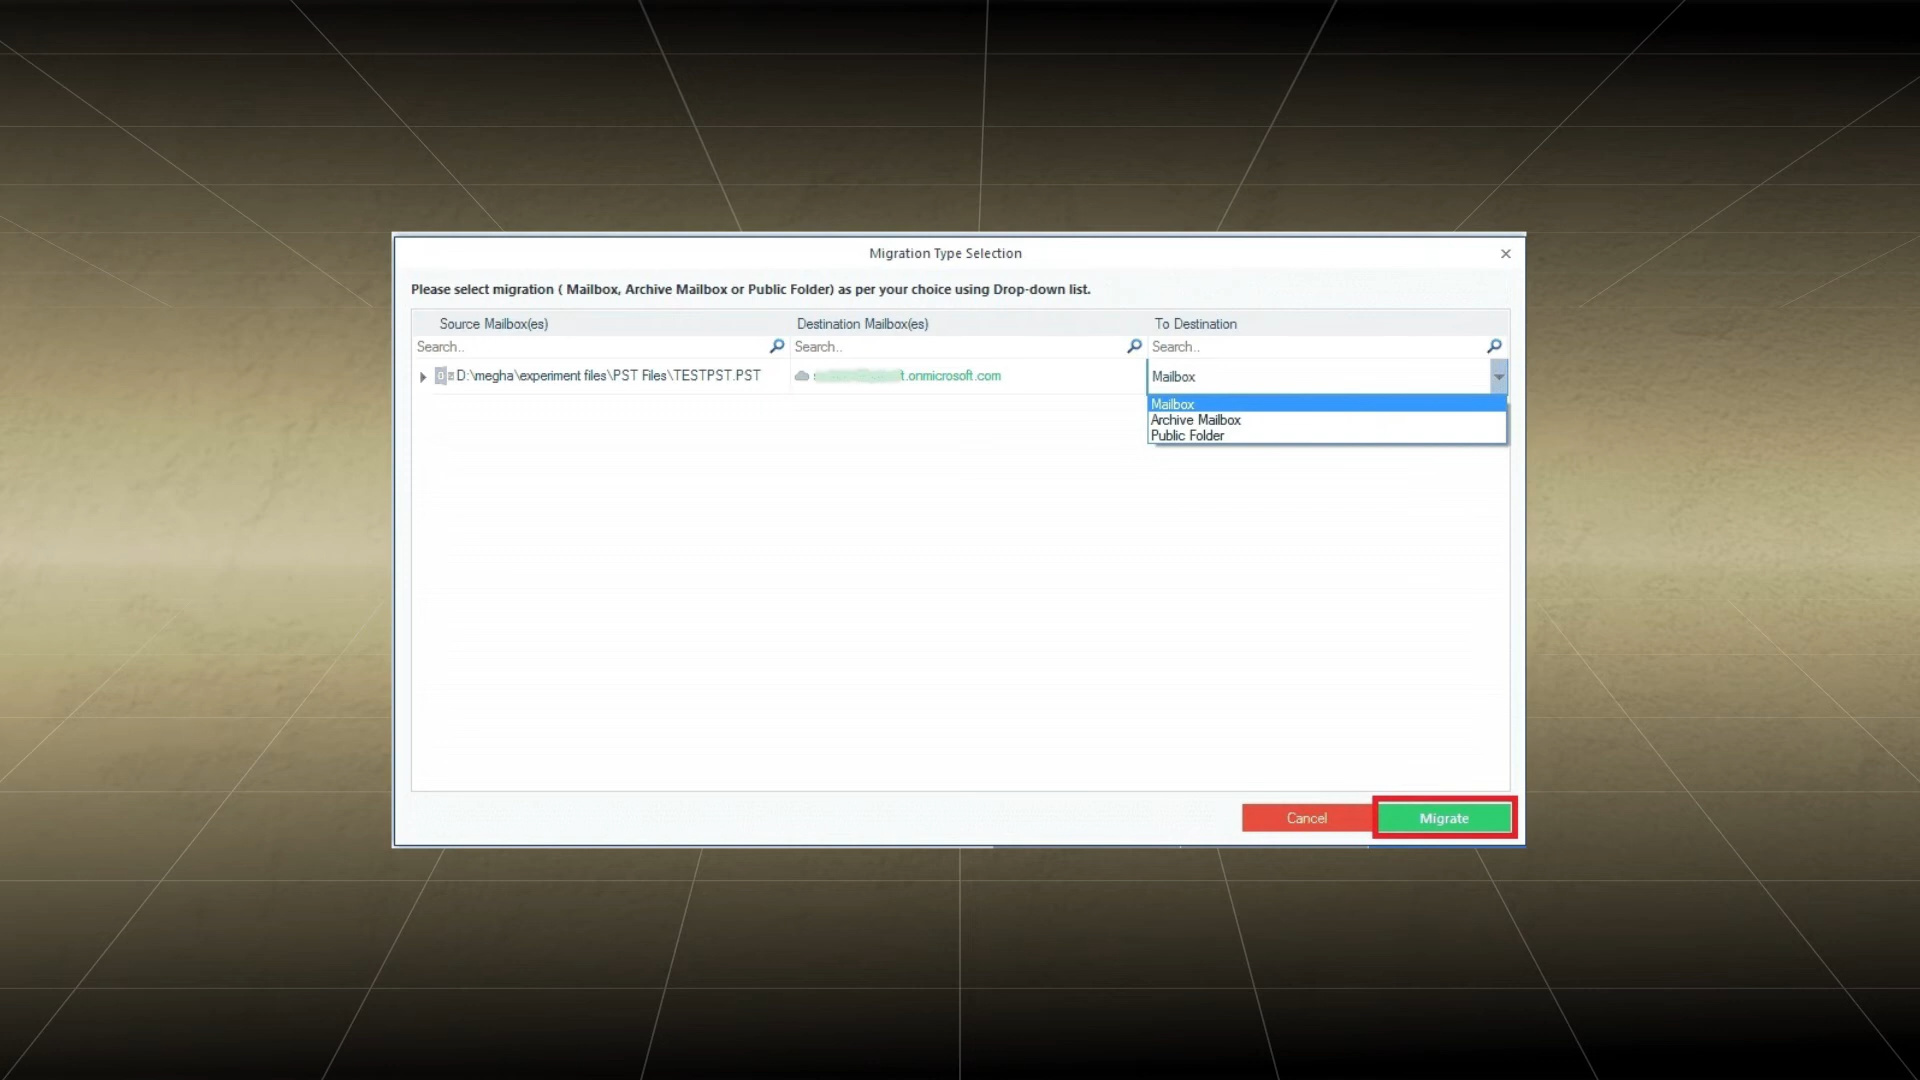 Migration Type Selection
Please select migration ( Mailbox, Archive Mailbox or Public Folder) as per your choice using Drop-down list.
Source Mailbox(es) Destination Mailbox(es) To Destination
Search.. Search.. Search..
D:\megha\experiment files\PST Files\TESTPST.PST t.onmicrosoft.com Mailbox
Mailbox
Archive Mailbox
Public Folder
Cancel Migrate